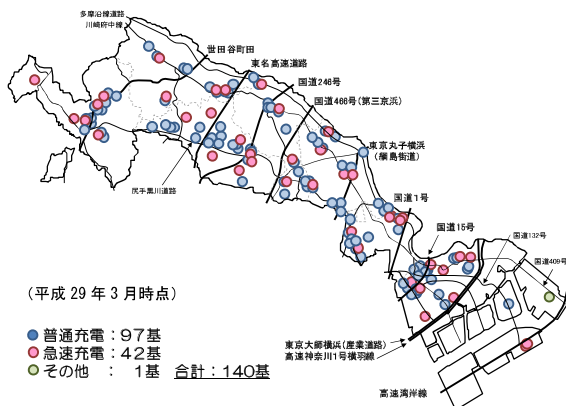 多摩沿線道路
川崎府中線
世田谷町田
東名高速道路
国道246号
国道466号(第三京浜)
東京丸子横浜
(綱島街道)
尻手黒川道路
国道1号
国道15号
国道132号
国道409号
(平成29年3月時点)
普通充電:97基
急速充電:42基
その他 : 1基 合計:140基
東京大師横浜(産業道路)
高速神奈川1号横羽線
高速湾岸線